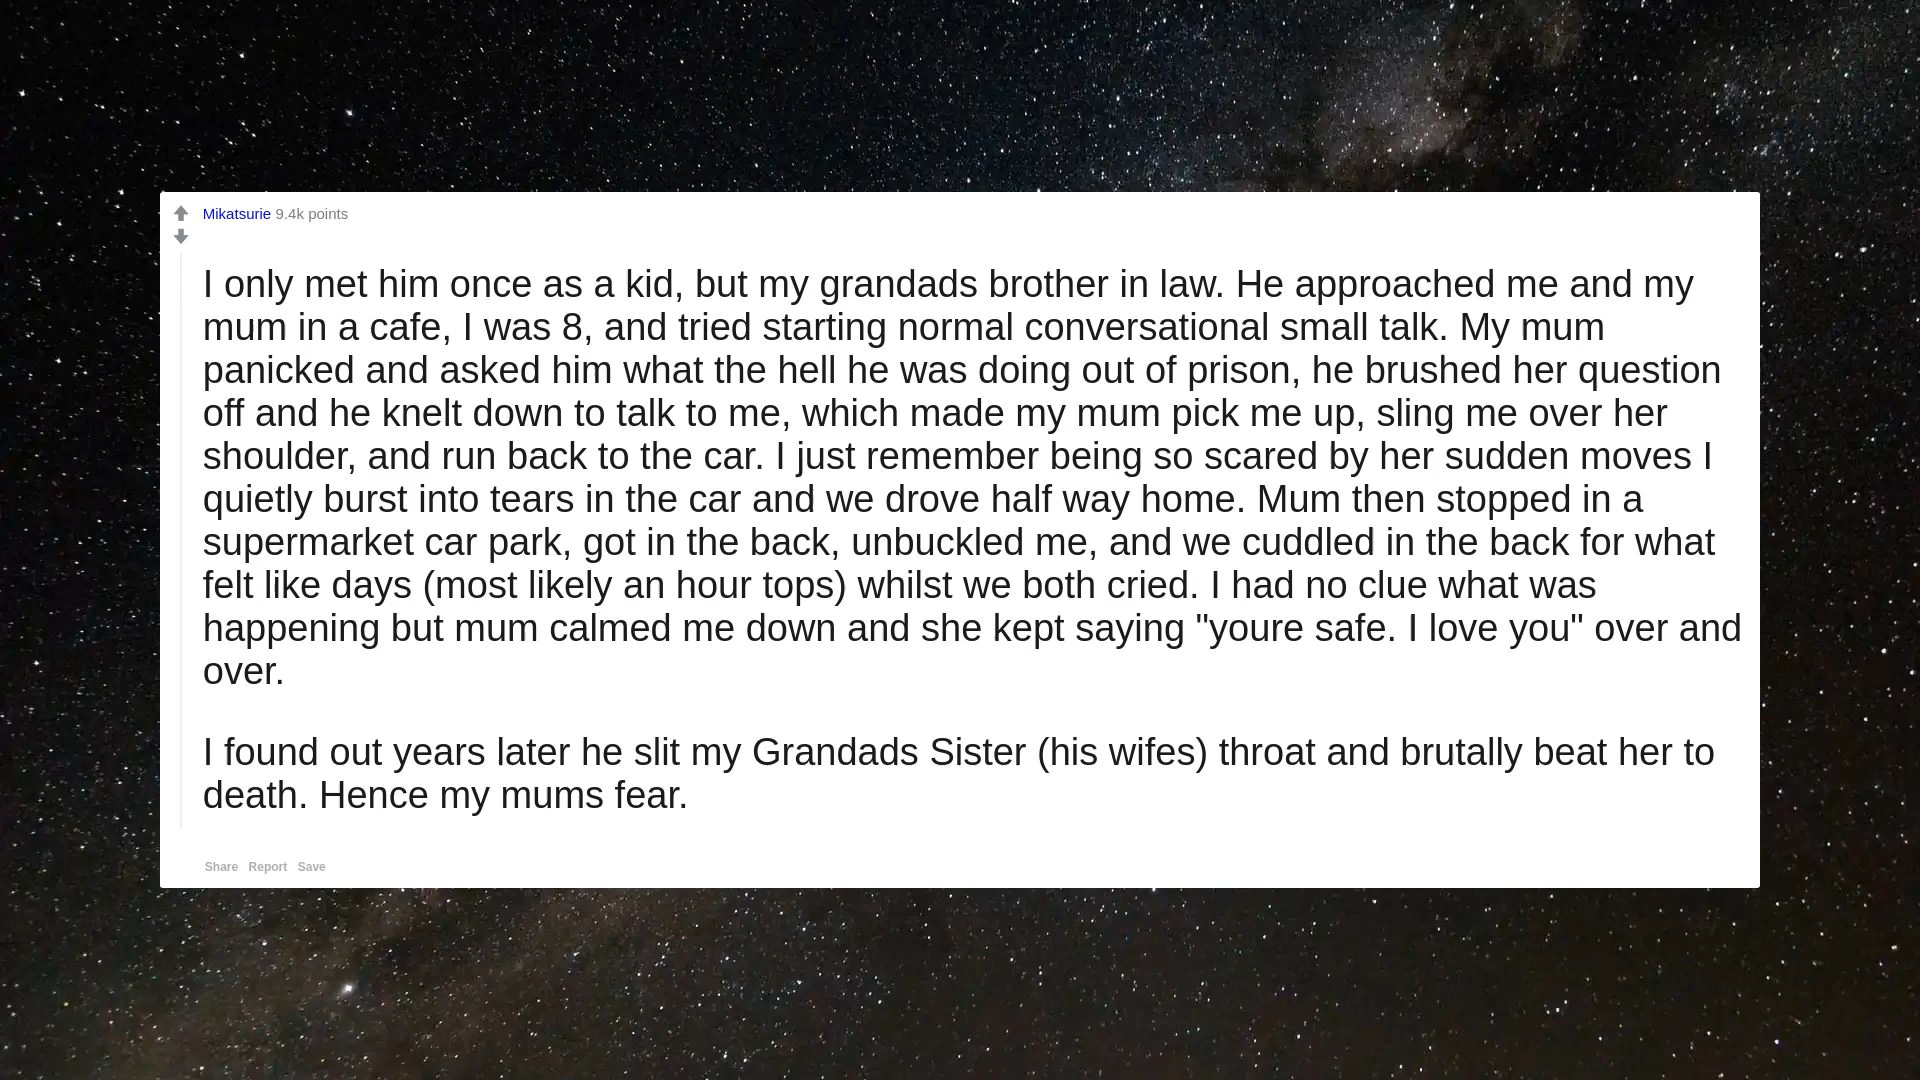 Mikatsurie 9.4k points
I only met him once as a kid, but my grandads brother in law. He approached me and my
mum in a cafe, I was 8, and tried starting normal conversational small talk. My mum
panicked and asked him what the hell he was doing out of prison, he brushed her question
off and he knelt down to talk to me, which made my mum pick me up, sling me over her
shoulder, and run back to the car. I just remember being so scared by her sudden moves I
quietly burst into tears in the car and we drove half way home. Mum then stopped in a
supermarket car park, got in the back, unbuckled me, and we cuddled in the back for what
felt like days (most likely an hour tops) whilst we both cried. I had no clue what was
happening but mum calmed me down and she kept saying "youre safe. I love you" over and
over.
I found out years later he slit my Grandads Sister (his wifes) throat and brutally beat her to
death. Hence my mums fear.
Share Report Save